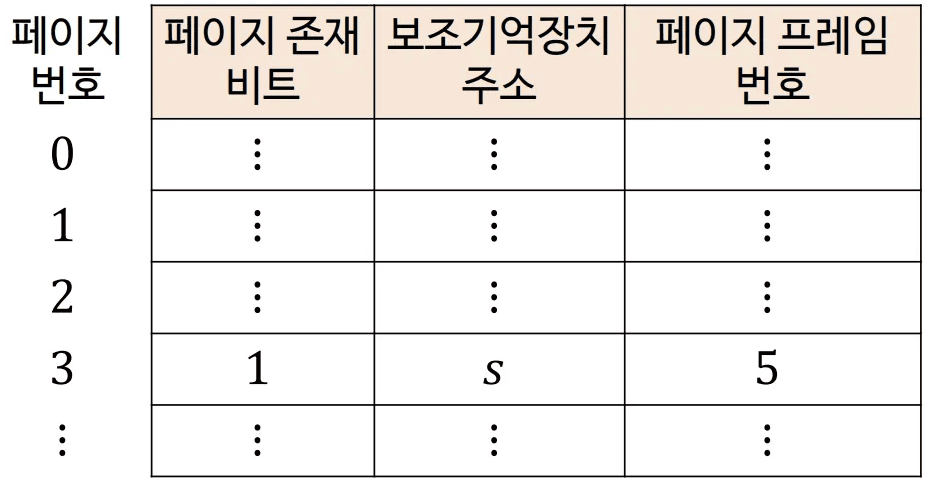 페이지 번호 페이지 존재 비트 보조기억장치 주소 페이지 프레임 번호
0 ⋮ ⋮ ⋮
1 ⋮ ⋮ ⋮
2 ⋮ ⋮ ⋮
3 1 s 5
⋮ ⋮ ⋮ ⋮